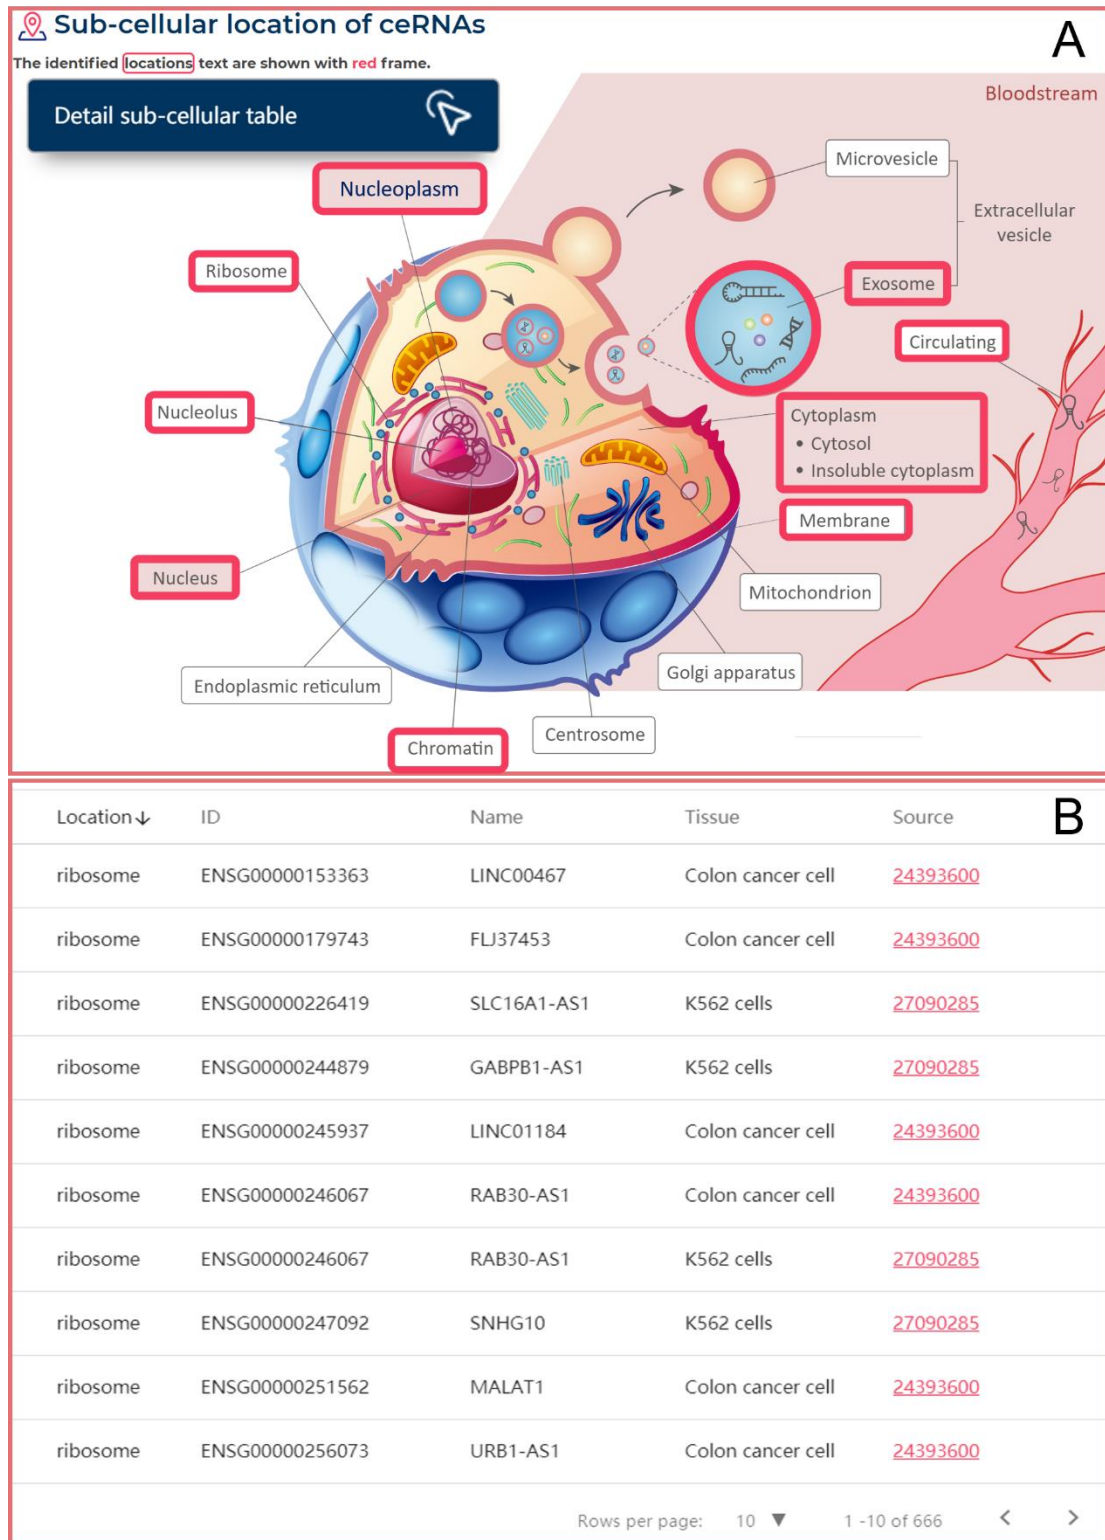 Sub-cellular location of ceRNAs
A
The identified locations text are shown with red frame.
Detail sub-cellular table
Bloodstream
Microvesicle
Nucleoplasm
Extracellular
vesicle
Ribosome
Exosome
Circulating
Nucleolus
Cytoplasm
• Cytosol
• Insoluble cytoplasm
Membrane
Nucleus
Mitochondrion
Endoplasmic reticulum
Golgi apparatus
Centrosome
Chromatin
B
Location↓ ID Name Tissue Source
ribosome ENSG00000153363 LINC00467 Colon cancer cell 24393600
ribosome ENSG00000179743 FLJ37453 Colon cancer cell 24393600
ribosome ENSG00000226419 SLC16A1-AS1 K562 cells 27090285
ribosome ENSG00000244879 GABPB1-AS1 K562 cells 27090285
ribosome ENSG00000245937 LINC01184 Colon cancer cell 24393600
ribosome ENSG00000246067 RAB30-AS1 Colon cancer cell 24393600
ribosome ENSG00000246067 RAB30-AS1 K562 cells 27090285
ribosome ENSG00000247092 SNHG10 K562 cells 27090285
ribosome ENSG00000251562 MALAT1 Colon cancer cell 24393600
ribosome ENSG00000256073 URB1-AS1 Colon cancer cell 24393600
Rows per page: 10 ▼ 1 -10 of 666 < >